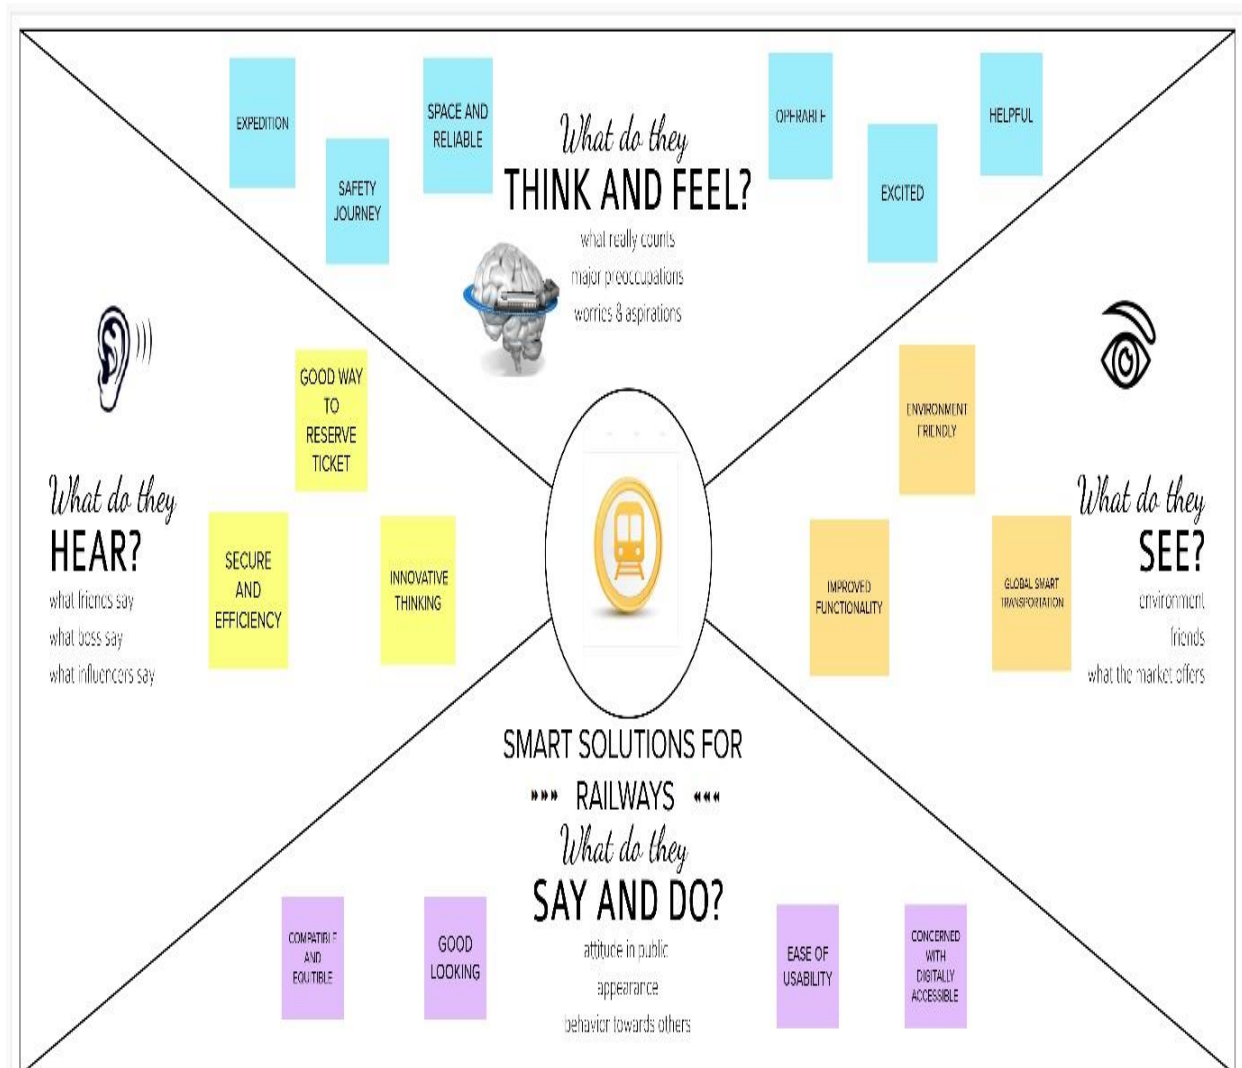 EXPEDITION
SAFETY
JOURNEY
SPACE AND
RELIABLE
What do they
THINK AND FEEL?
what really counts
major preoccupations
worries & aspirations
OPERABLE
EXCITED
HELPFUL
What do they
HEAR?
what friends say
what boss say
what influencers say
GOOD WAY
TO
RESERVE
TICKET
SECURE
AND
EFFICIENCY
INNOVATIVE
THINKING
ENVIRONMENT
FRIENDLY
IMPROVED
FUNCTIONALITY
GLOBAL SMART
TRANSPORTATION
What do they
SEE?
environment
friends
what the market offers
SMART SOLUTIONS FOR
RAILWAYS
What do they
SAY AND DO?
attitude in public
appearance
behavior towards others
COMPATIBLE
AND
EQUITIBLE
GOOD
LOOKING
EASE OF
USABILITY
CONCERNED
WITH
DIGITALLY
ACCESSIBLE